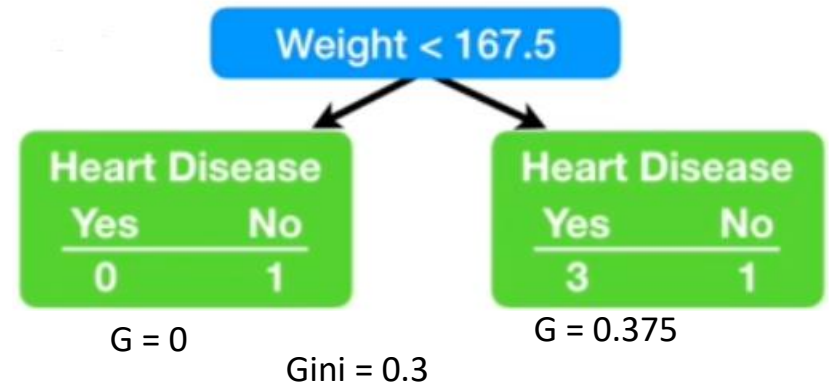 Weight < 167.5
Heart Disease
Yes No
0 1
G = 0
Heart Disease
Yes No
3 1
G = 0.375
Gini = 0.3